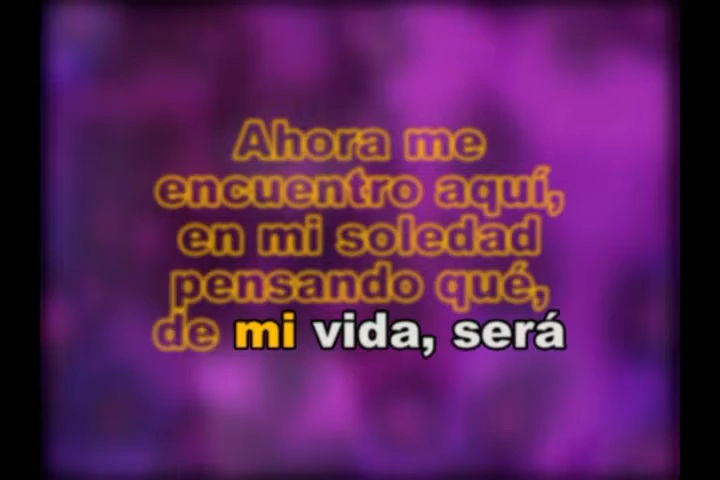 Ahora me
encuentro aquí,
en mi soledad
pensando qué,
de mi vida, será